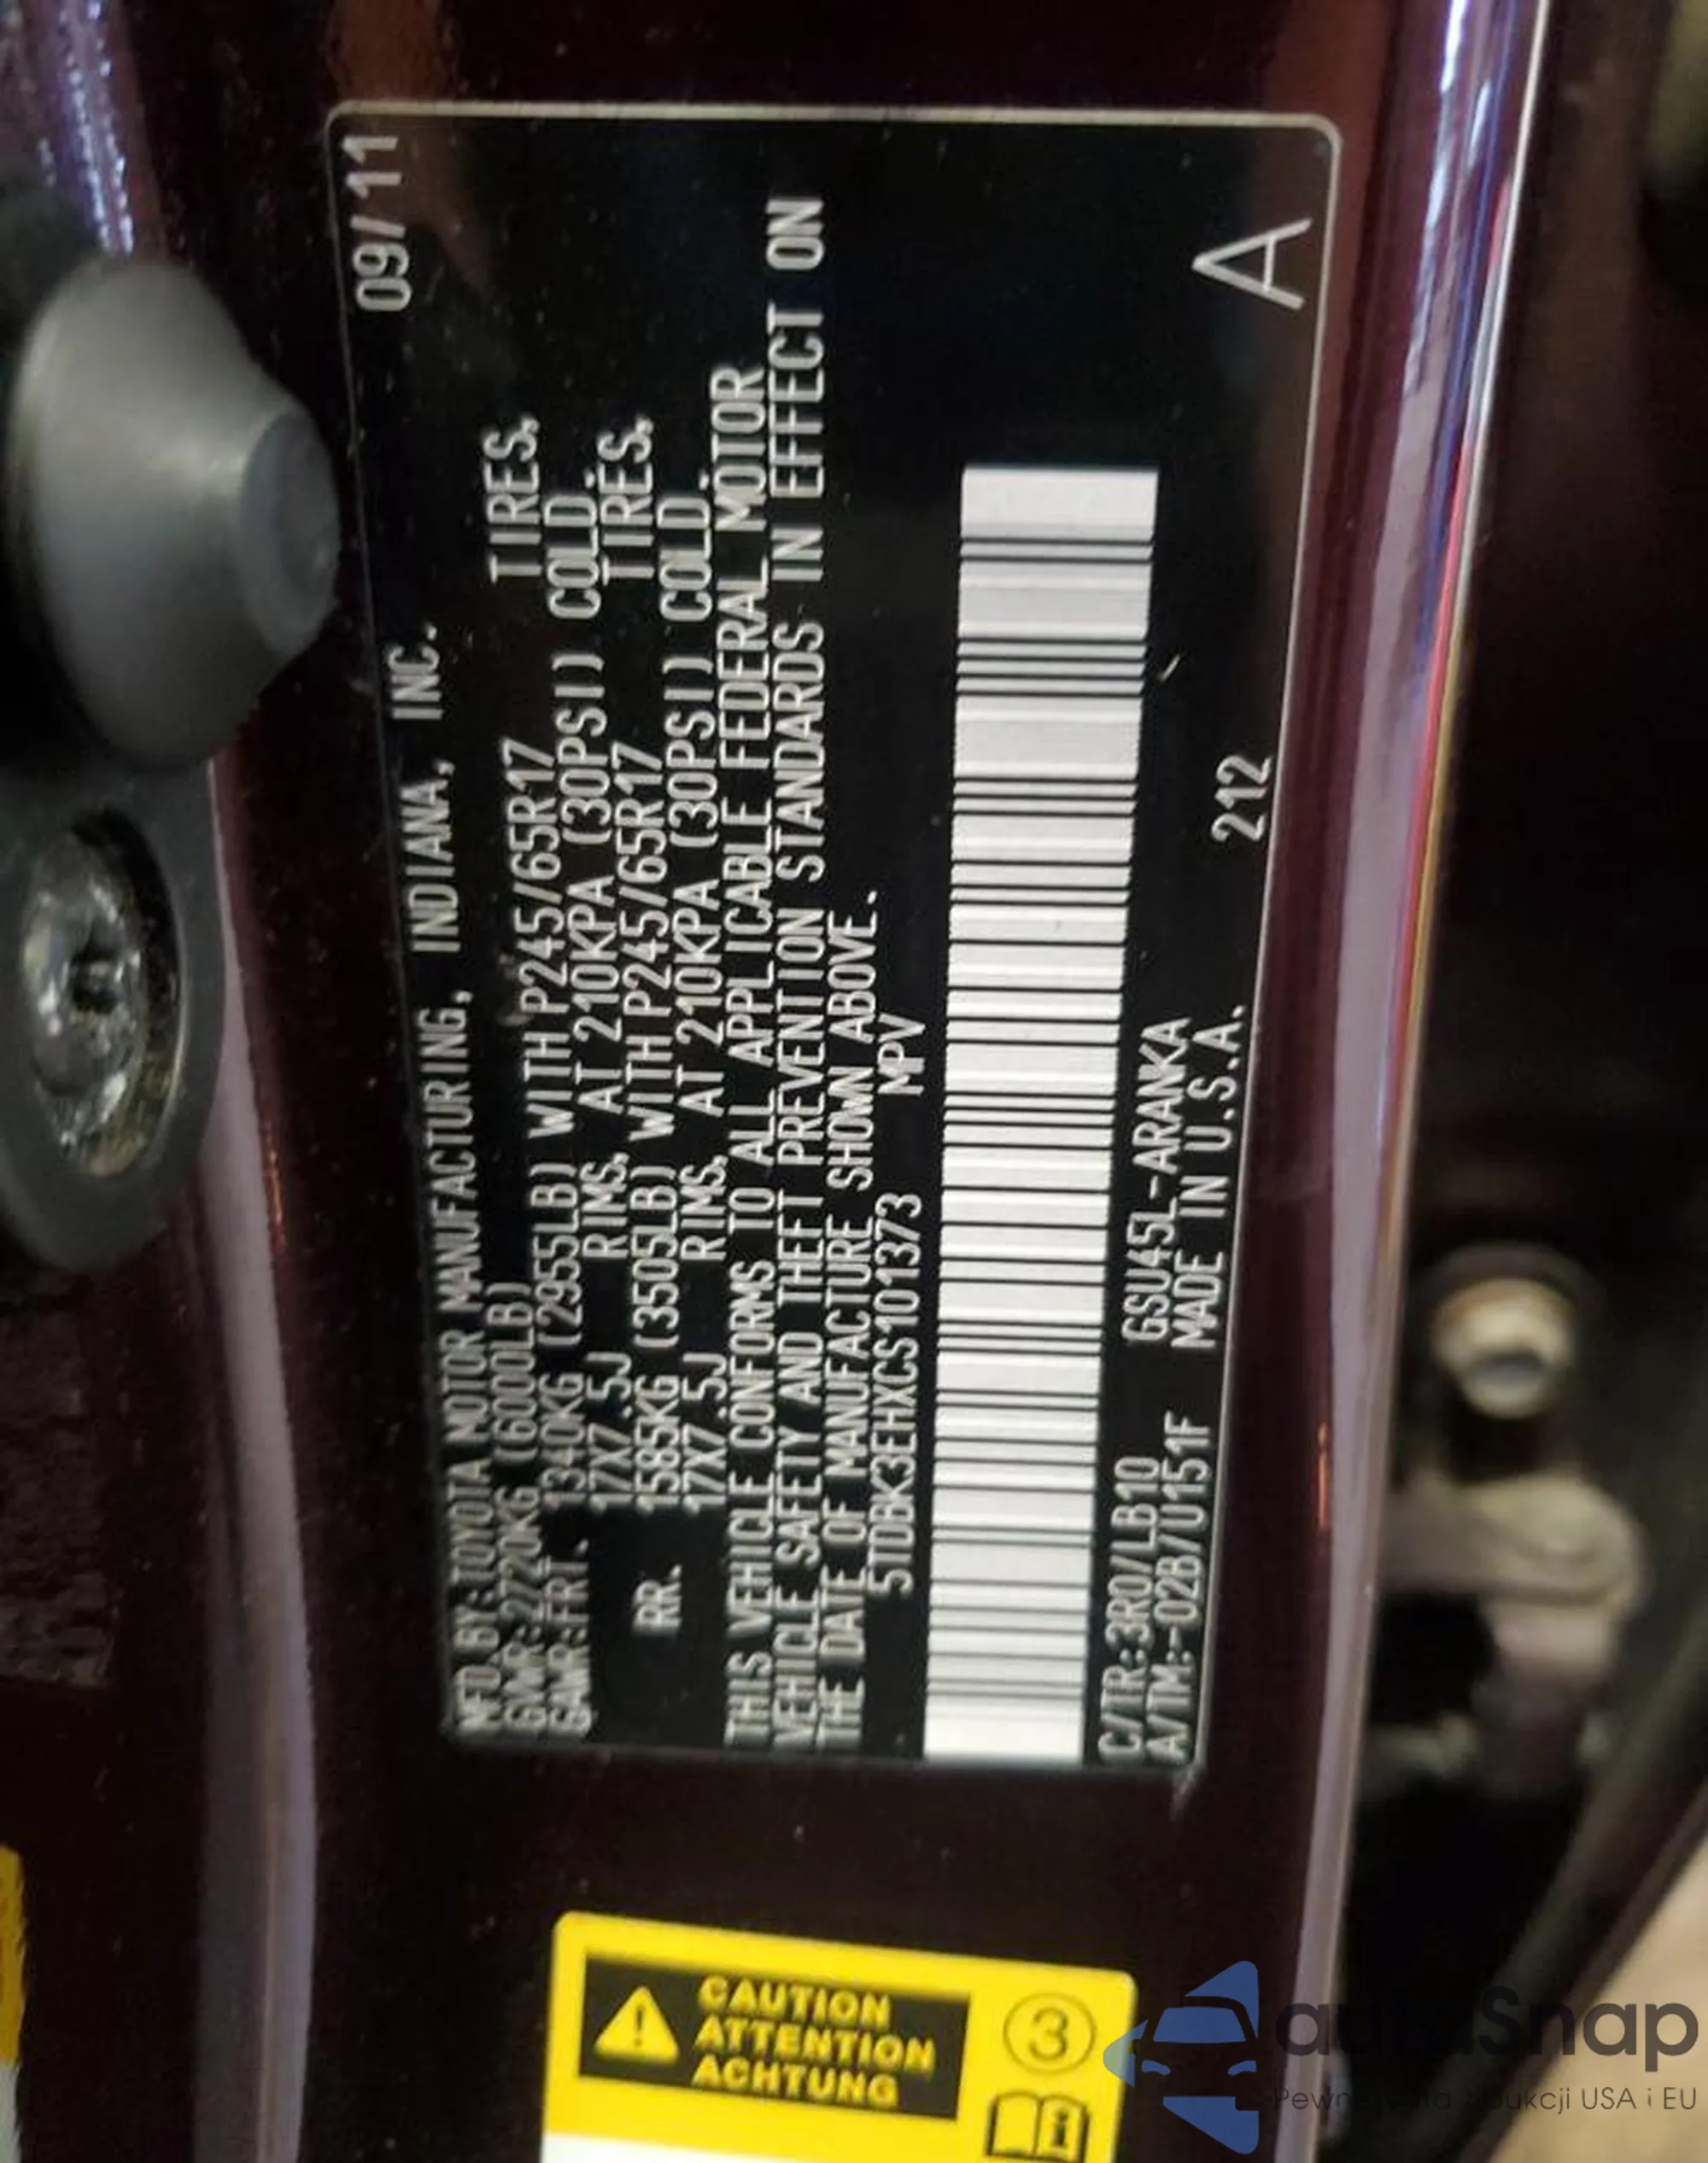 MFD. BY:TOYOTA MOTOR MANUFACTURING, INDIANA, INC. 09/11
GVWR:2720KG (6000LB)
GAWR:FRT. 1340KG (2955LB) WITH P245/65R17 TIRES,
17X7.5J RIMS, AT 210KPA (30PSI) COLD.
RR. 1585KG (3505LB) WITH P245/65R17 TIRES,
17X7.5J RIMS, AT 210KPA (30PSI) COLD.
THIS VEHICLE CONFORMS TO ALL APPLICABLE FEDERAL MOTOR
VEHICLE SAFETY AND THEFT PREVENTION STANDARDS IN EFFECT ON
THE DATE OF MANUFACTURE SHOWN ABOVE.
5TDBK3EHXCS101373 MPV
C/TR:3R0/LB10 GSU45L-ARANKA
A/TM:-02B/U151F MADE IN U.S.A. 212 A
CAUTION
ATTENTION
ACHTUNG
3
autoSnap
USA i EU